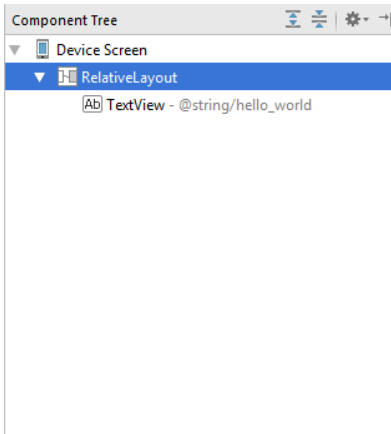 Component Tree
Device Screen
RelativeLayout
Ab TextView - @string/hello_world